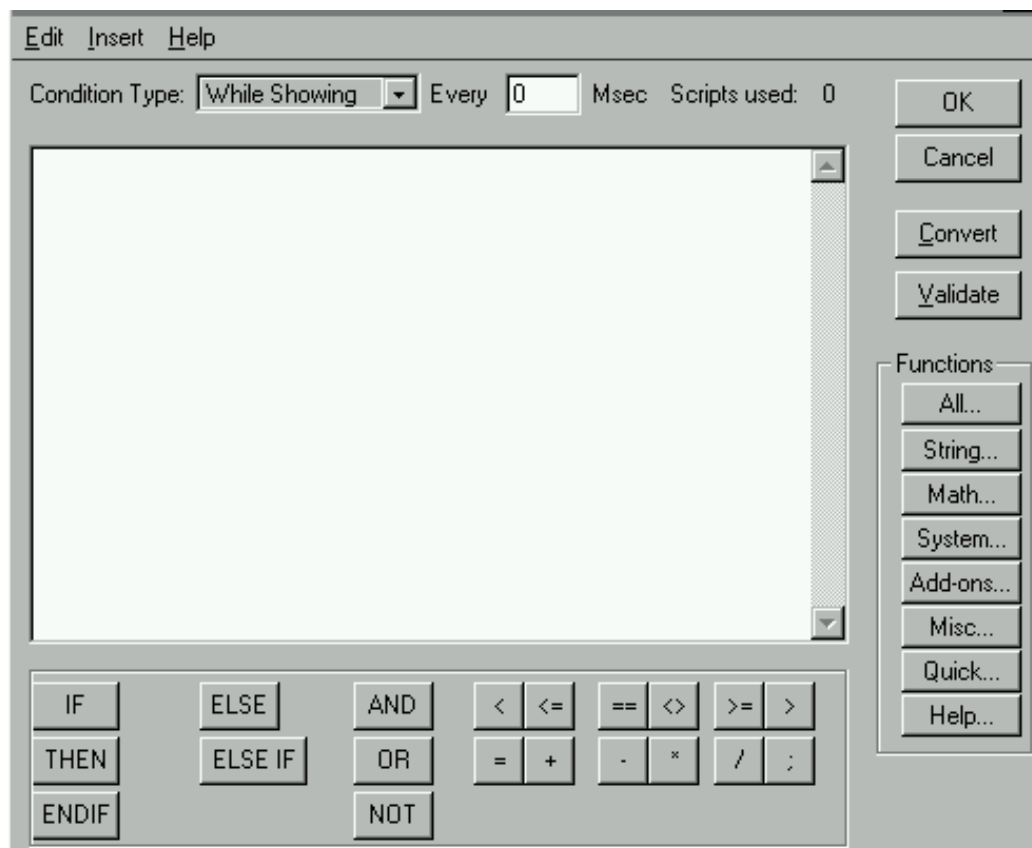 Edit Insert Help
Condition Type: While Showing Every 0 Msec Scripts used: 0
OK
Cancel
Convert
Validate
Functions
All...
String...
Math...
System...
Add-ons...
Misc...
Quick...
Help...
IF ELSE AND < <= == <> >= >
THEN ELSE IF OR = + - * / ;
ENDIF NOT